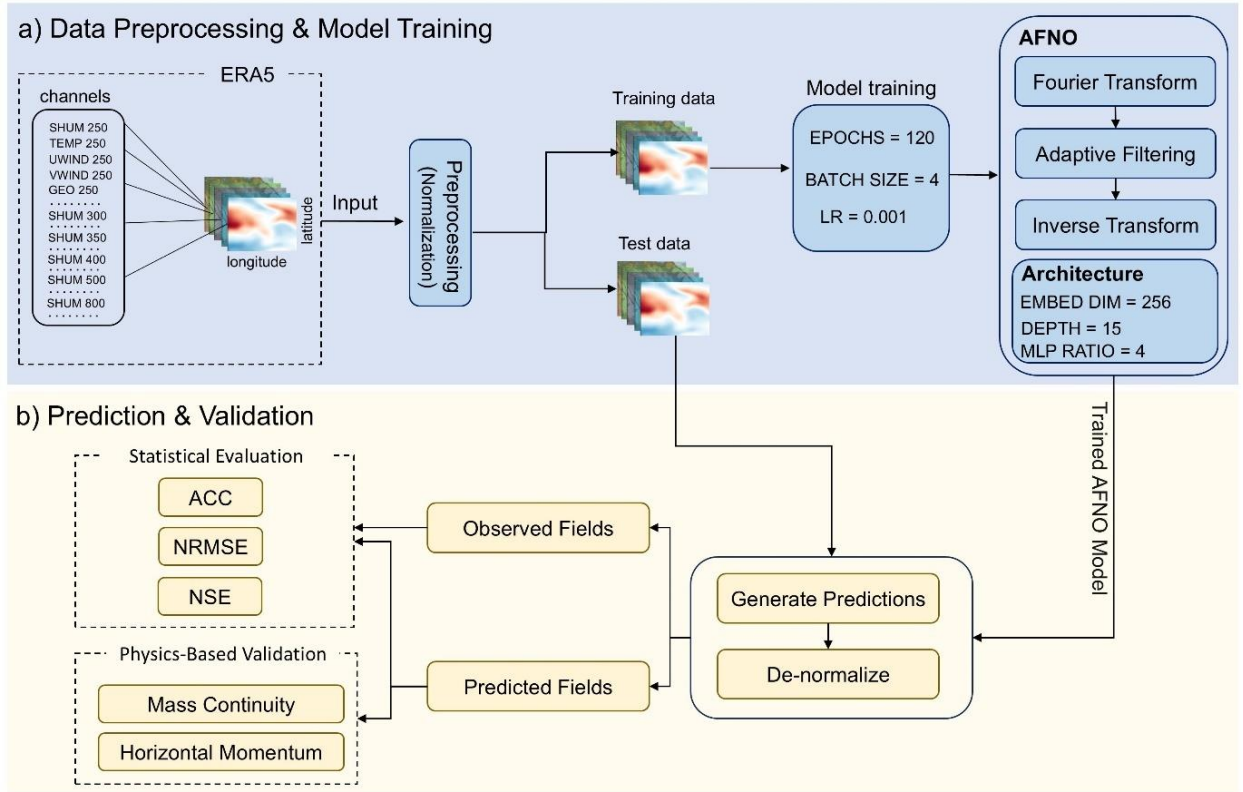 a) Data Preprocessing & Model Training
ERA5
channels
SHUM 250
TEMP 250
UWIND 250
VWIND 250
GEO 250
. . . . . . . .
SHUM 300
. . . . . . . .
SHUM 350
. . . . . . . .
SHUM 400
. . . . . . . .
SHUM 500
. . . . . . . .
SHUM 800
. . . . . . . .
latitude
longitude
Input
Preprocessing
(Normalization)
Training data
Test data
Model training
EPOCHS = 120
BATCH SIZE = 4
LR = 0.001
AFNO
Fourier Transform
Adaptive Filtering
Inverse Transform
Architecture
EMBED DIM = 256
DEPTH = 15
MLP RATIO = 4
Trained AFNO Model
b) Prediction & Validation
Statistical Evaluation
ACC
NRMSE
NSE
Physics-Based Validation
Mass Continuity
Horizontal Momentum
Observed Fields
Predicted Fields
Generate Predictions
De-normalize